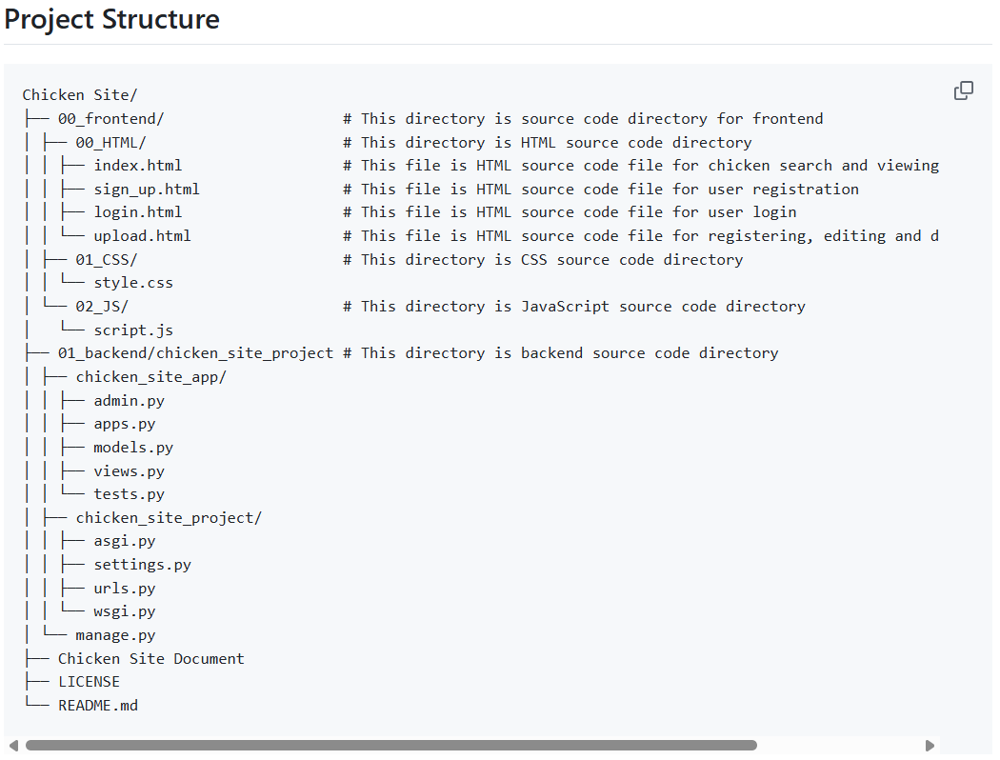 Project Structure
Chicken Site/
├── 00_frontend/                    # This directory is source code directory for frontend
│ ├── 00_HTML/                      # This directory is HTML source code directory
│ │ ├── index.html                  # This file is HTML source code file for chicken search and viewing
│ │ ├── sign_up.html                # This file is HTML source code file for user registration
│ │ ├── login.html                  # This file is HTML source code file for user login
│ │ └── upload.html                 # This file is HTML source code file for registering, editing and d
│ ├── 01_CSS/                       # This directory is CSS source code directory
│ │ └── style.css
│ └── 02_JS/                        # This directory is JavaScript source code directory
│   └── script.js
├── 01_backend/chicken_site_project # This directory is backend source code directory
│ ├── chicken_site_app/
│ │ ├── admin.py
│ │ ├── apps.py
│ │ ├── models.py
│ │ ├── views.py
│ │ └── tests.py
│ ├── chicken_site_project/
│ │ ├── asgi.py
│ │ ├── settings.py
│ │ ├── urls.py
│ │ └── wsgi.py
│ └── manage.py
├── Chicken Site Document
├── LICENSE
└── README.md